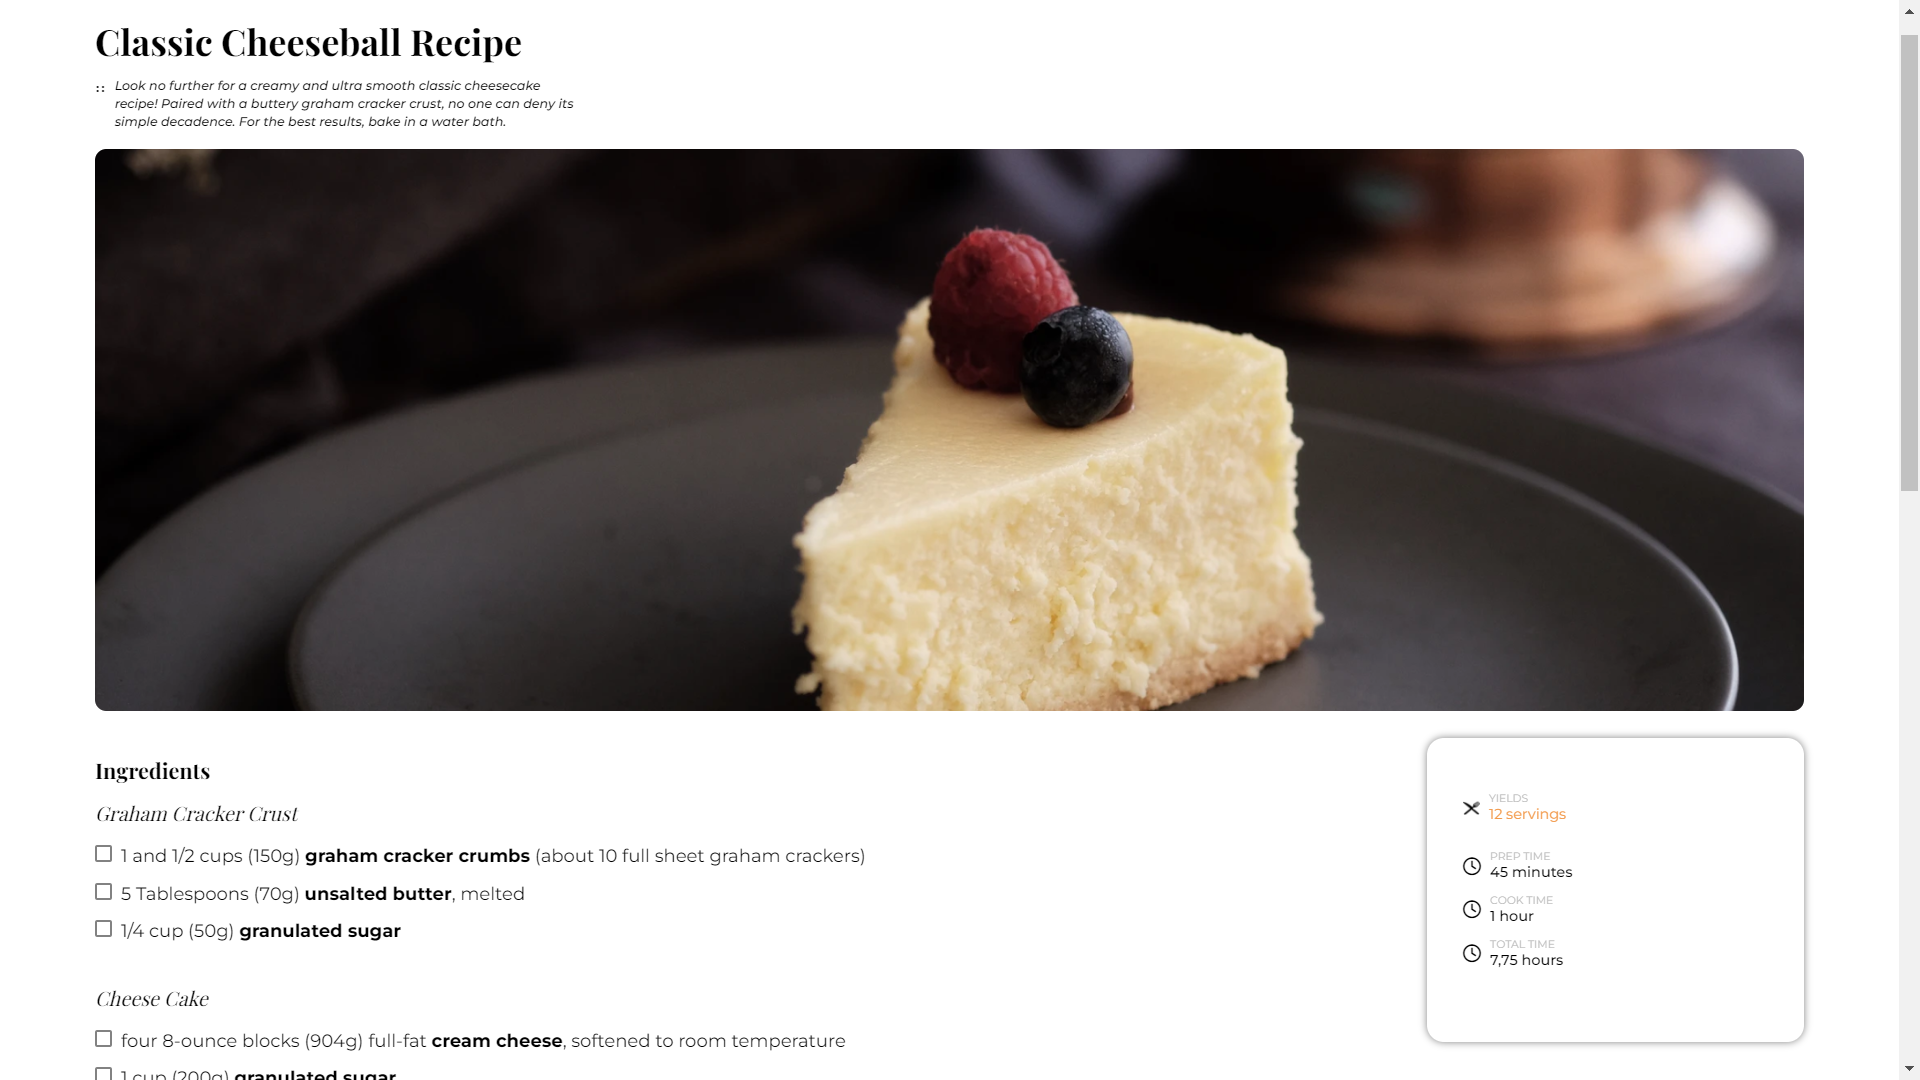 Classic Cheeseball Recipe
:: Look no further for a creamy and ultra smooth classic cheesecake
recipe! Paired with a buttery graham cracker crust, no one can deny its
simple decadence. For the best results, bake in a water bath.
Ingredients
Graham Cracker Crust
1 and 1/2 cups (150g) graham cracker crumbs (about 10 full sheet graham crackers)
5 Tablespoons (70g) unsalted butter, melted
1/4 cup (50g) granulated sugar
Cheese Cake
four 8-ounce blocks (904g) full-fat cream cheese, softened to room temperature
1 cup (200g) granulated sugar
YIELDS
12 servings
PREP TIME
45 minutes
COOK TIME
1 hour
TOTAL TIME
7,75 hours